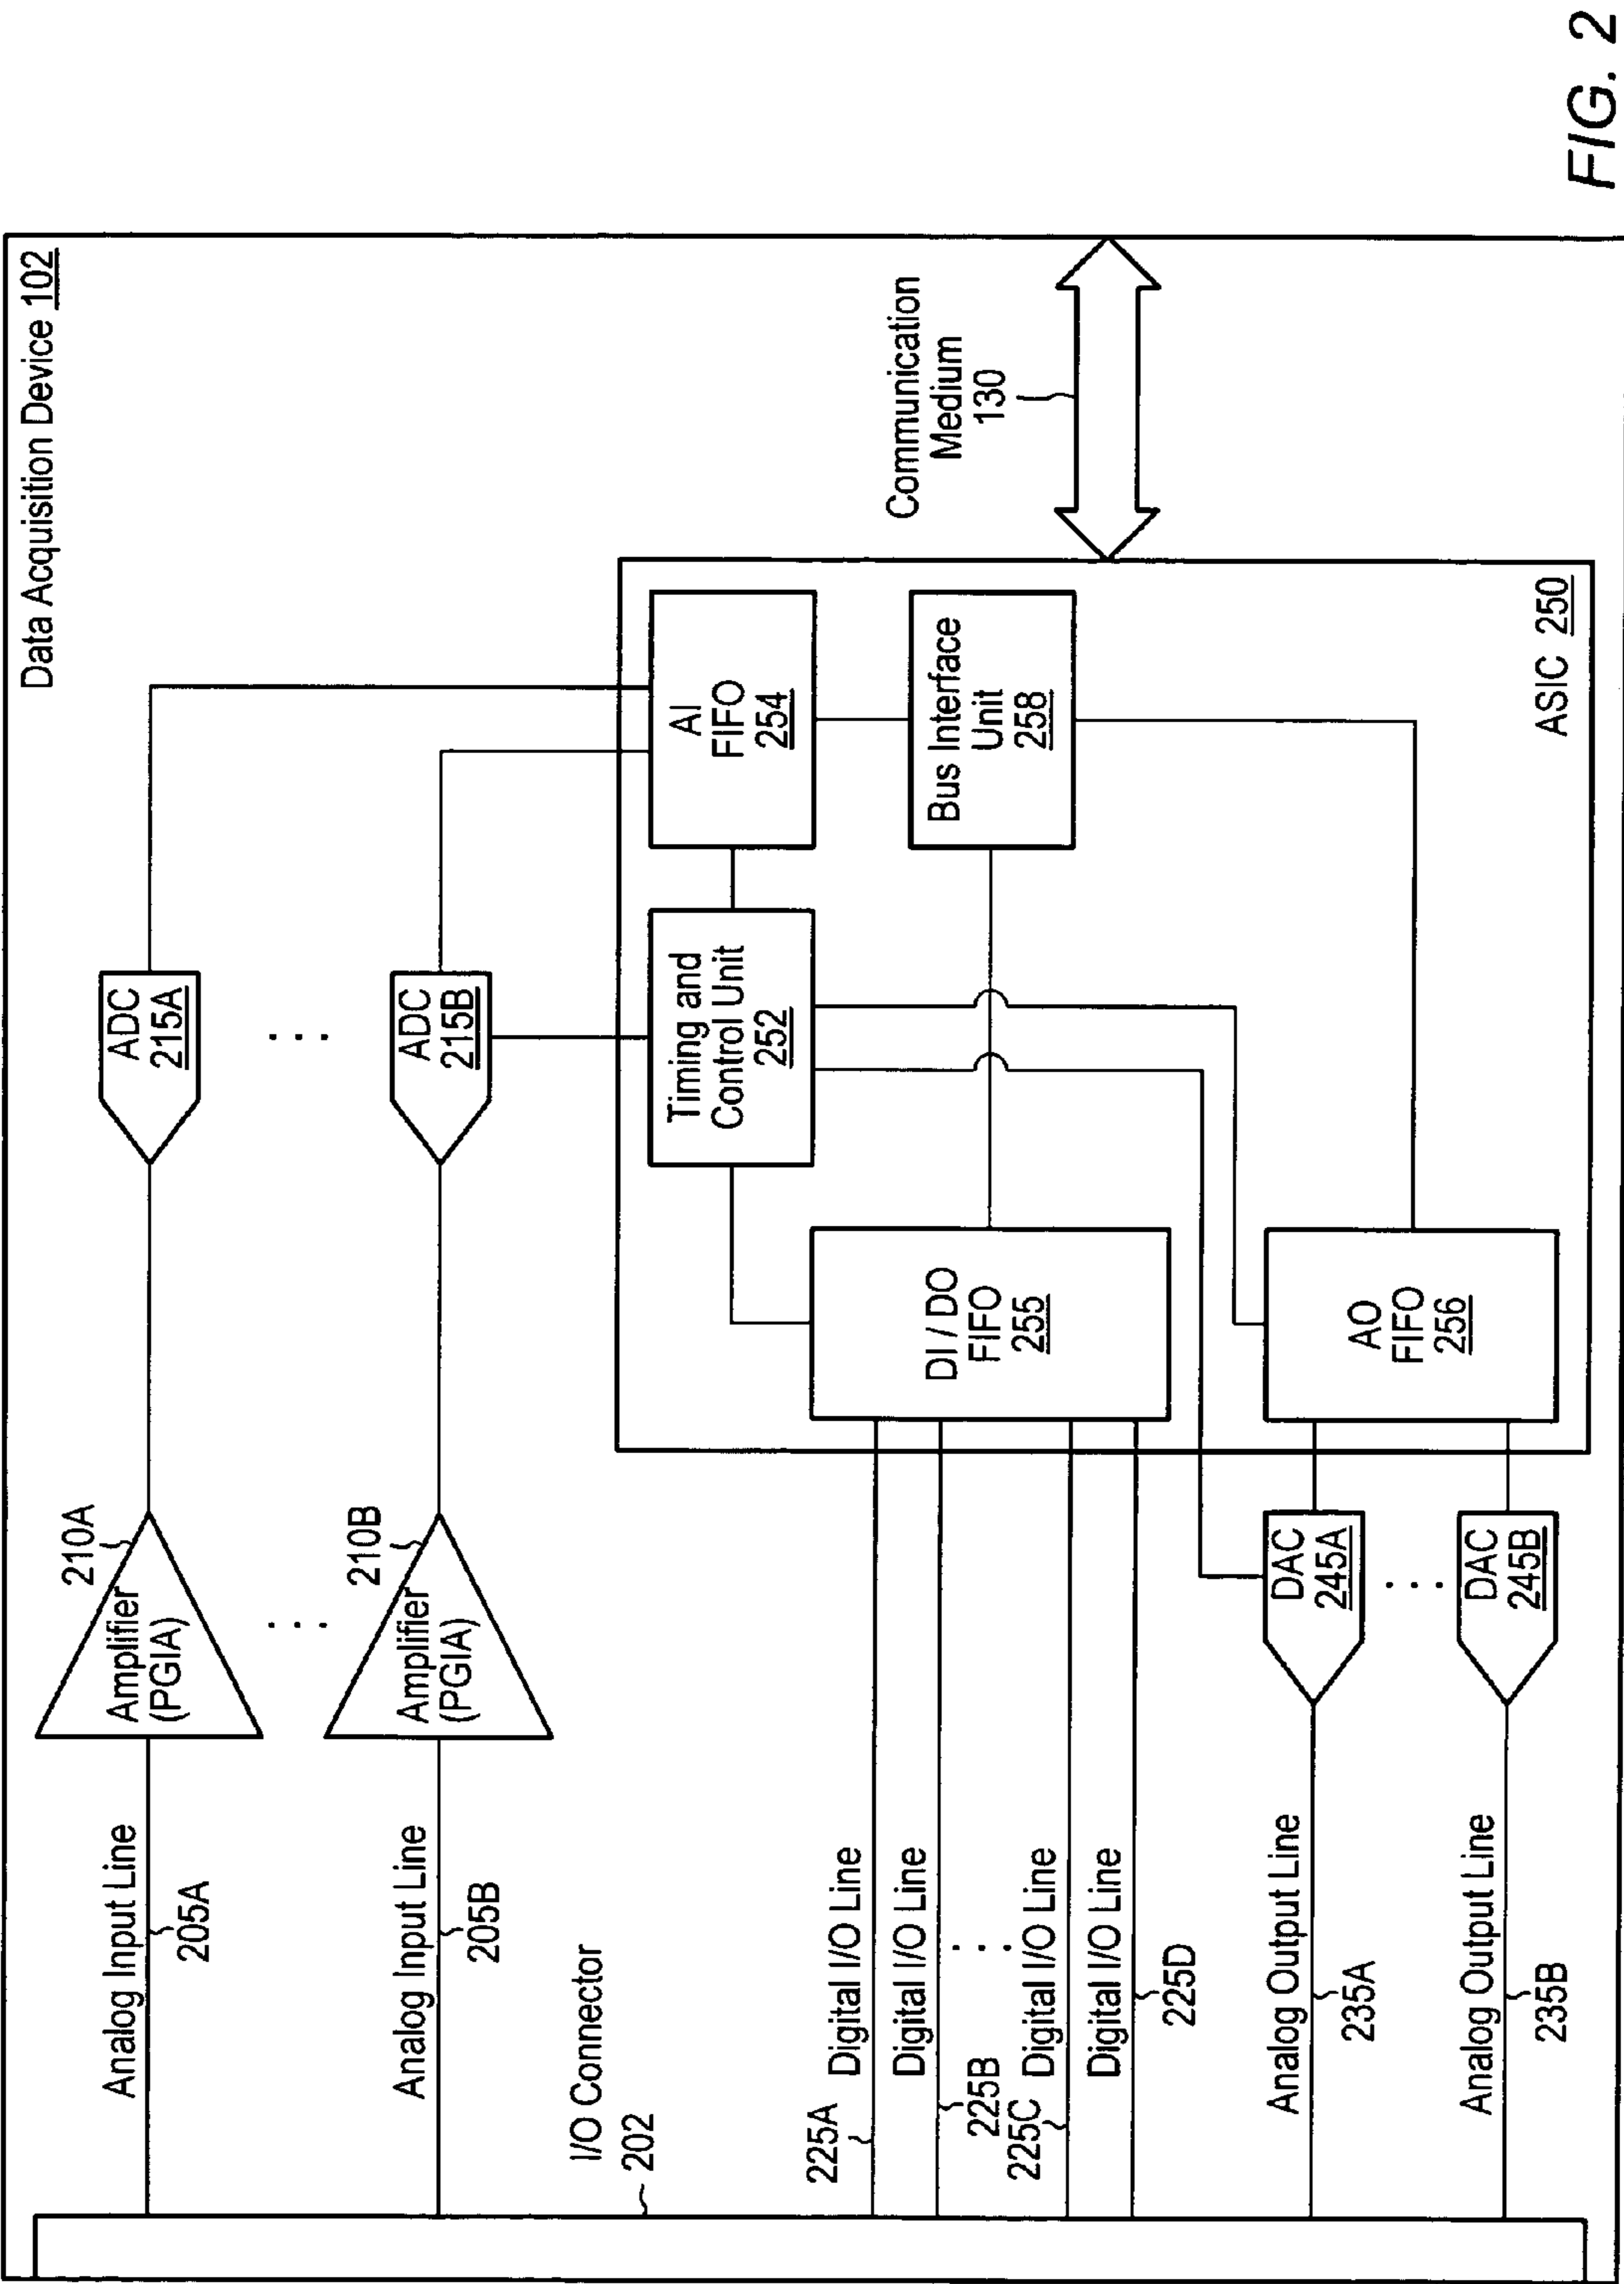 Data Acquisition Device 102
Analog Input Line
205A
210A
Amplifier
(PGIA)
ADC
215A
. . .
. . .
Analog Input Line
205B
210B
Amplifier
(PGIA)
ADC
215B
I/O Connector
202
Timing and
Control Unit
252
AI
FIFO
254
225A
Digital I/O Line
Digital I/O Line
225B
. . .
225C
Digital I/O Line
Digital I/O Line
225D
DI / DO
FIFO
255
Bus Interface
Unit
258
Communication
Medium
130
Analog Output Line
235A
DAC
245A
. . .
Analog Output Line
235B
DAC
245B
AO
FIFO
256
ASIC 250
FIG. 2